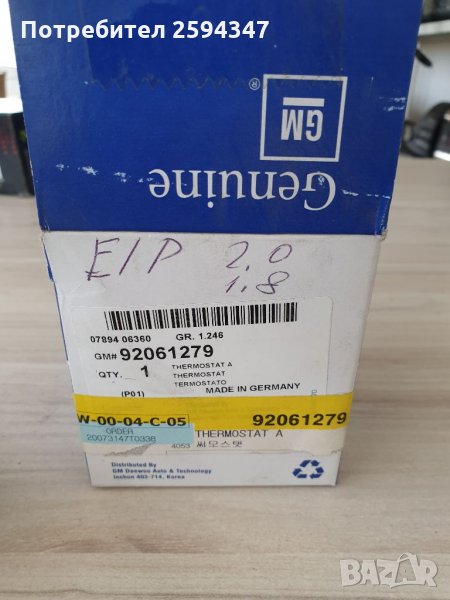 Потребител 2594347
GM
®
Genuine
E/P 2.0
1.8
07894 06360 GR. 1.246
GM# 92061279
QTY. 1 THERMOSTAT A
THERMOSTAT
TERMOSTATO
(P01) MADE IN GERMANY
W-00-04-C-05 92061279
ORDER
20073147T0338
4053 THERMOSTAT A
써모스탯
Distributed By
GM Daewoo Auto & Technology
Inchon 403-714, Korea
BAZAR